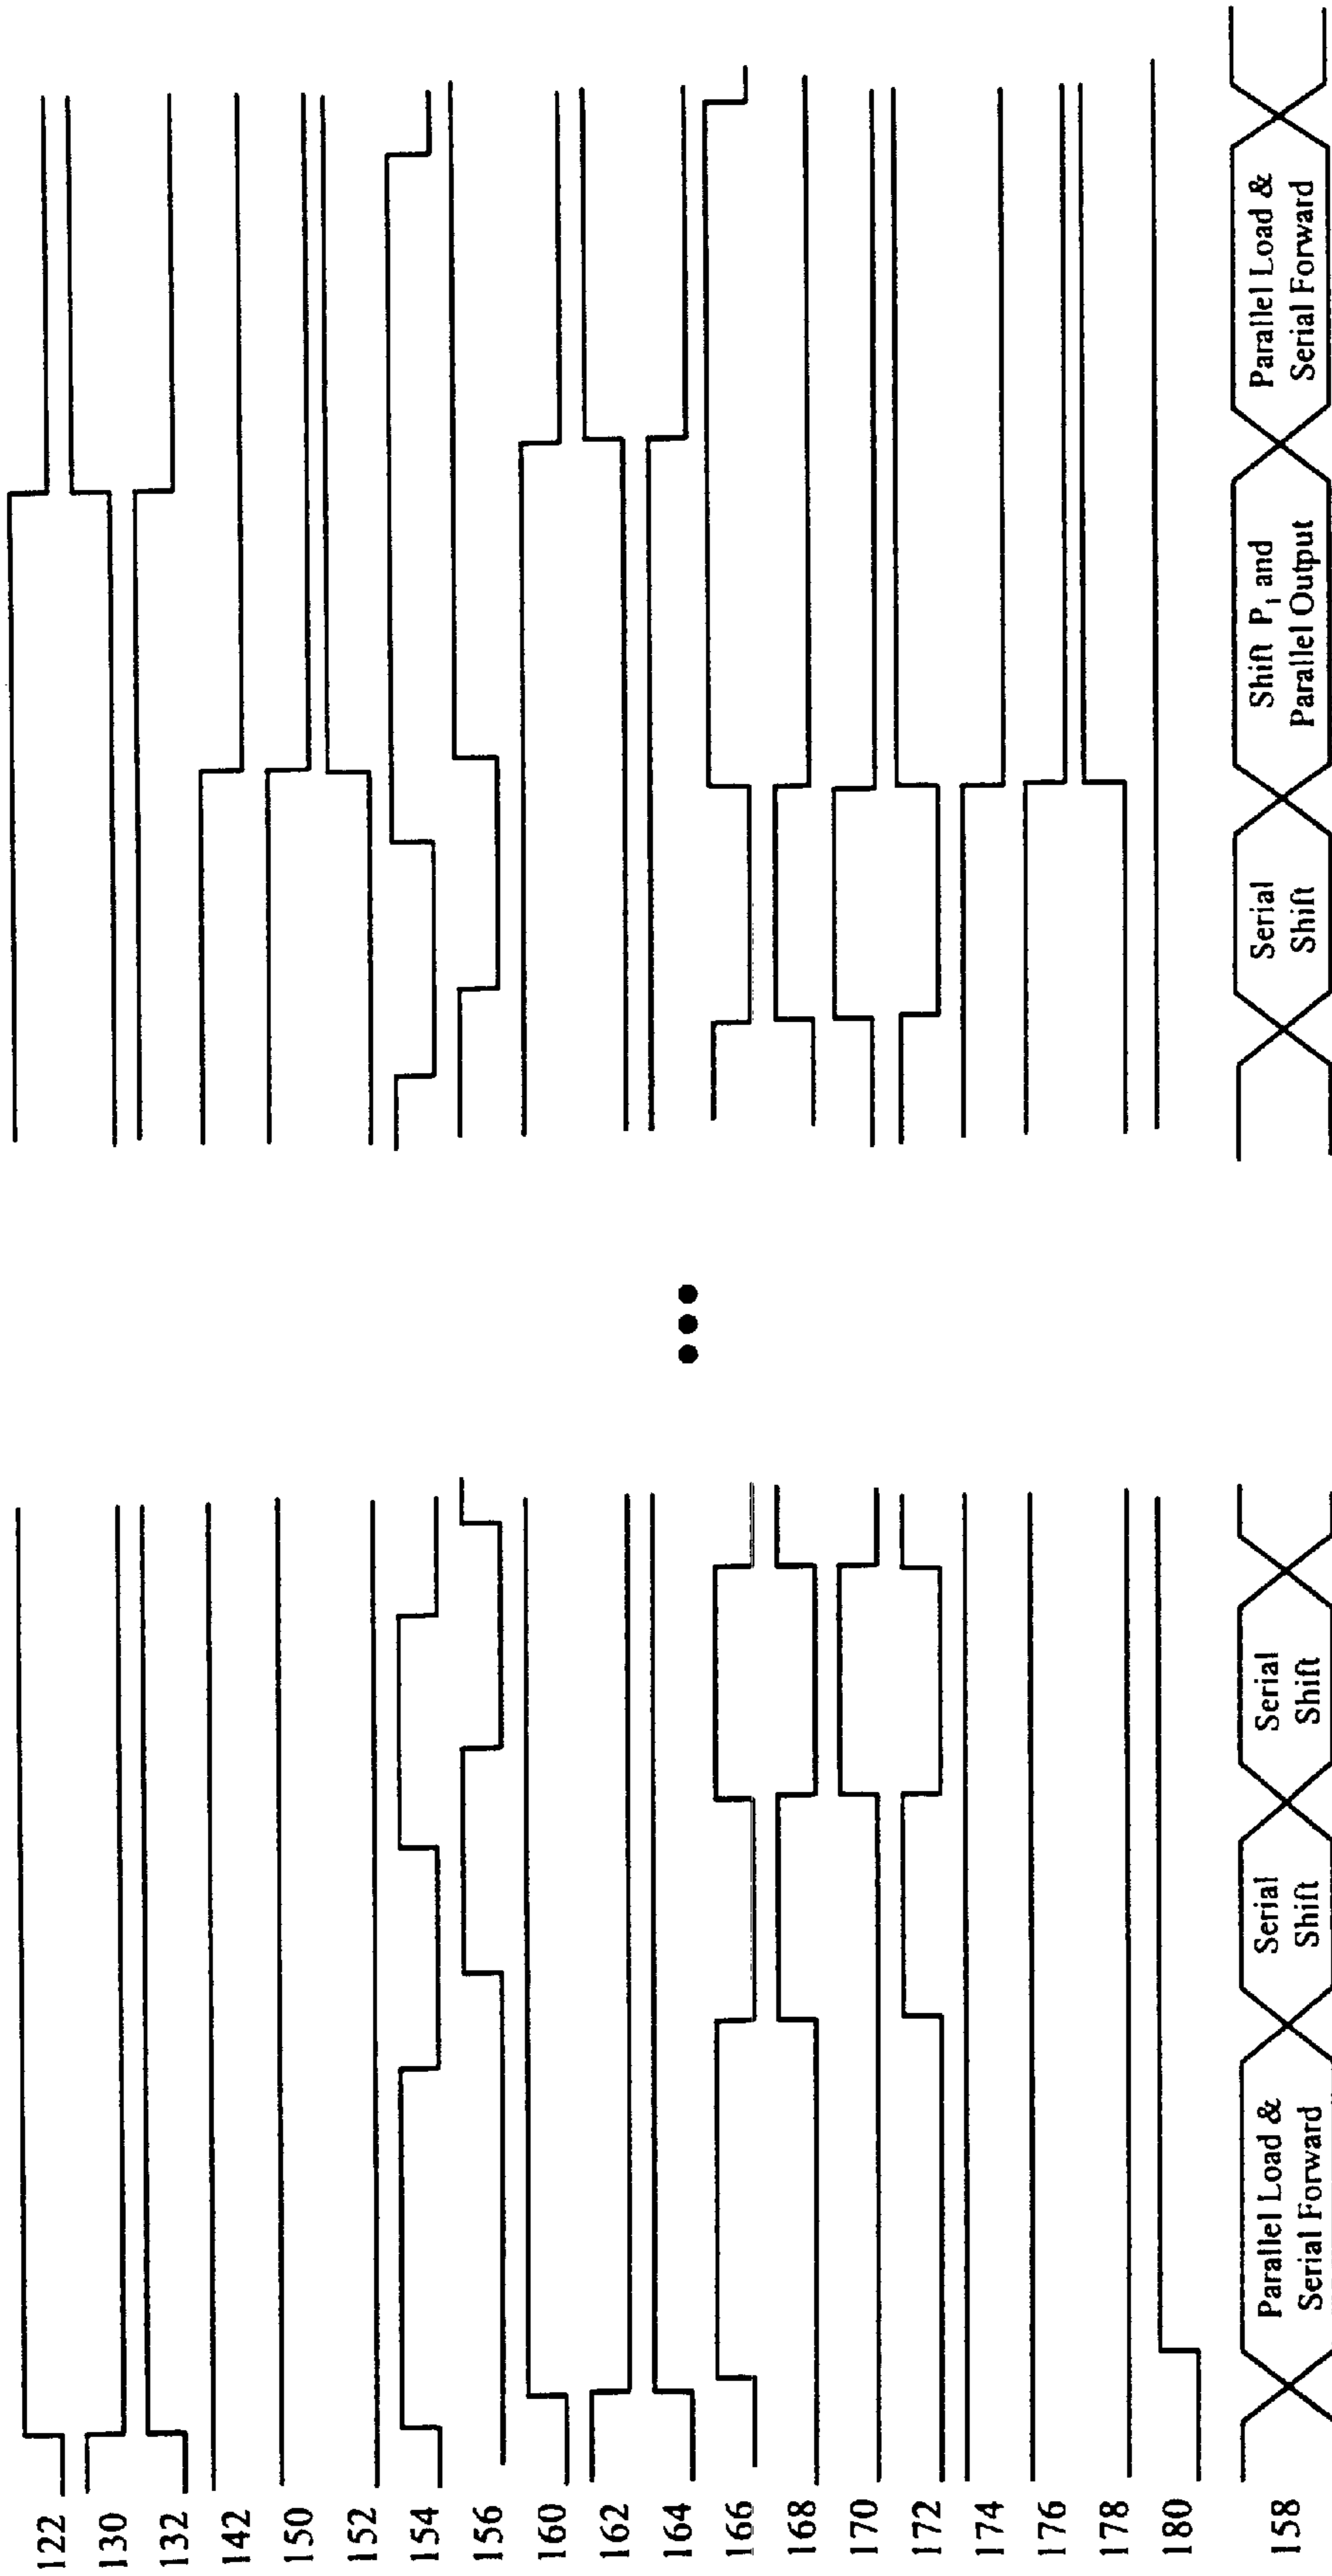 122
130
132
142
150
152
154
156
160
162
164
166
168
170
172
174
176
178
180
158
Parallel Load &
Serial Forward
Serial
Shift
Serial
Shift
Serial
Shift
Shift P₁ and
Parallel Output
Parallel Load &
Serial Forward